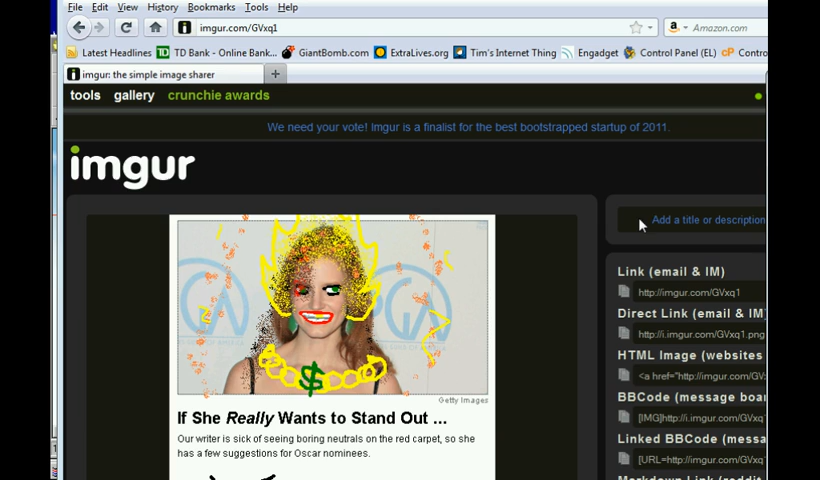 File Edit View History Bookmarks Tools Help
imgur.com/GVxq1
Amazon.com
Latest Headlines TD Bank - Online Bank... GiantBomb.com ExtraLives.org Tim's Internet Thing Engadget Control Panel (EL) Contro
imgur: the simple image sharer
tools gallery crunchie awards
We need your vote! Imgur is a finalist for the best bootstrapped startup of 2011.
imgur
Add a title or description
PGA
$
Getty Images
If She Really Wants to Stand Out ...
Our writer is sick of seeing boring neutrals on the red carpet, so she
has a few suggestions for Oscar nominees.
Link (email & IM)
http://imgur.com/GVxq1
Direct Link (email & IM)
http://i.imgur.com/GVxq1.png
HTML Image (websites
<a href="http://imgur.com/GVxq
BBCode (message boar
[IMG]http://i.imgur.com/GVxq
Linked BBCode (messa
[URL=http://imgur.com/GVxq1